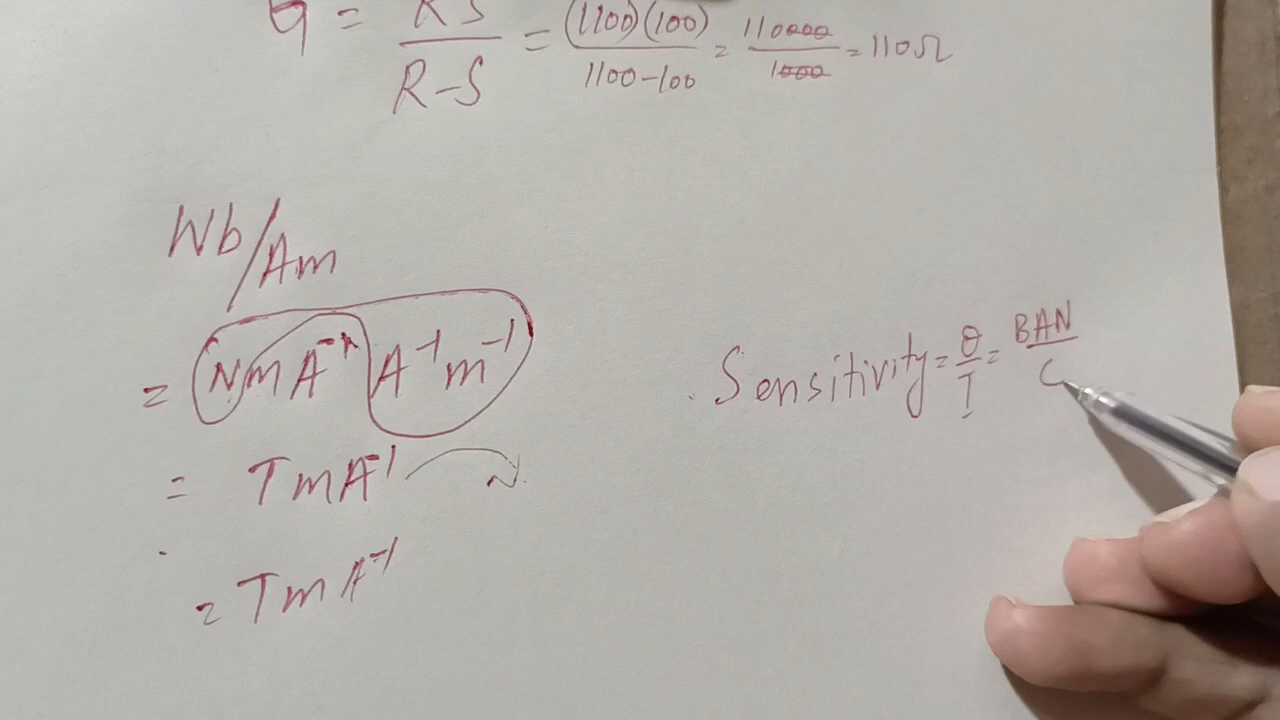 G = RS / R-S = (1100)(100) / 1100-100 = 110000 / 1000 = 110Ω
Wb/Am
= NmA⁻¹ A⁻¹m⁻¹
= TmA⁻¹ N
= TmA⁻¹
Sensitivity = θ/I = BAN/C